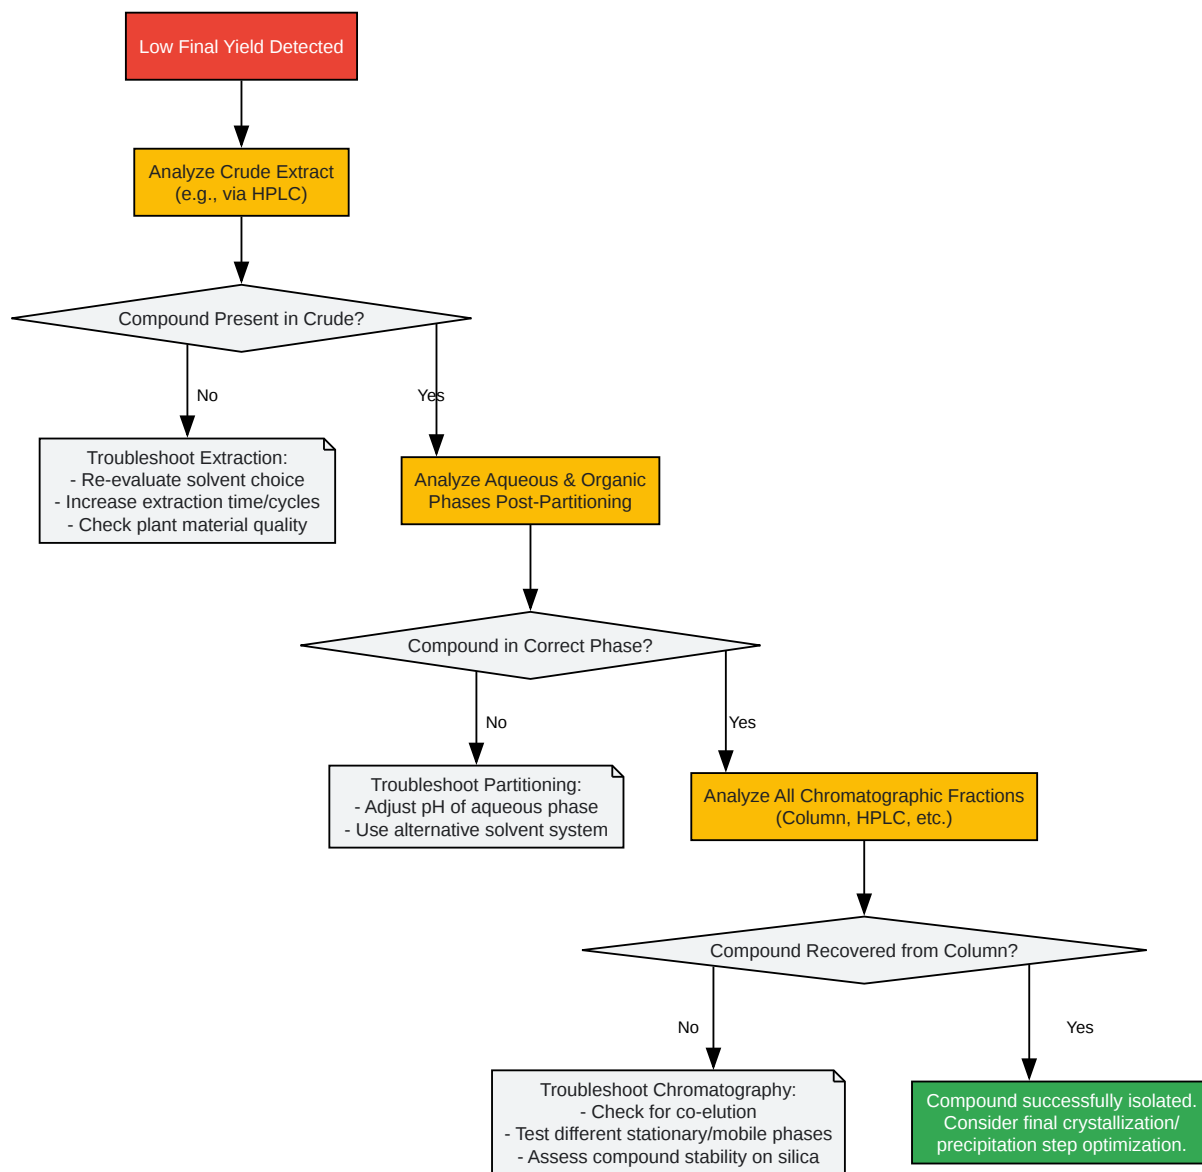 Low Final Yield Detected
Analyze Crude Extract
(e.g., via HPLC)
Compound Present in Crude?
No
Yes
Troubleshoot Extraction:
- Re-evaluate solvent choice
- Increase extraction time/cycles
- Check plant material quality
Analyze Aqueous & Organic
Phases Post-Partitioning
Compound in Correct Phase?
No
Yes
Troubleshoot Partitioning:
- Adjust pH of aqueous phase
- Use alternative solvent system
Analyze All Chromatographic Fractions
(Column, HPLC, etc.)
Compound Recovered from Column?
No
Yes
Troubleshoot Chromatography:
- Check for co-elution
- Test different stationary/mobile phases
- Assess compound stability on silica
Compound successfully isolated.
Consider final crystallization/
precipitation step optimization.